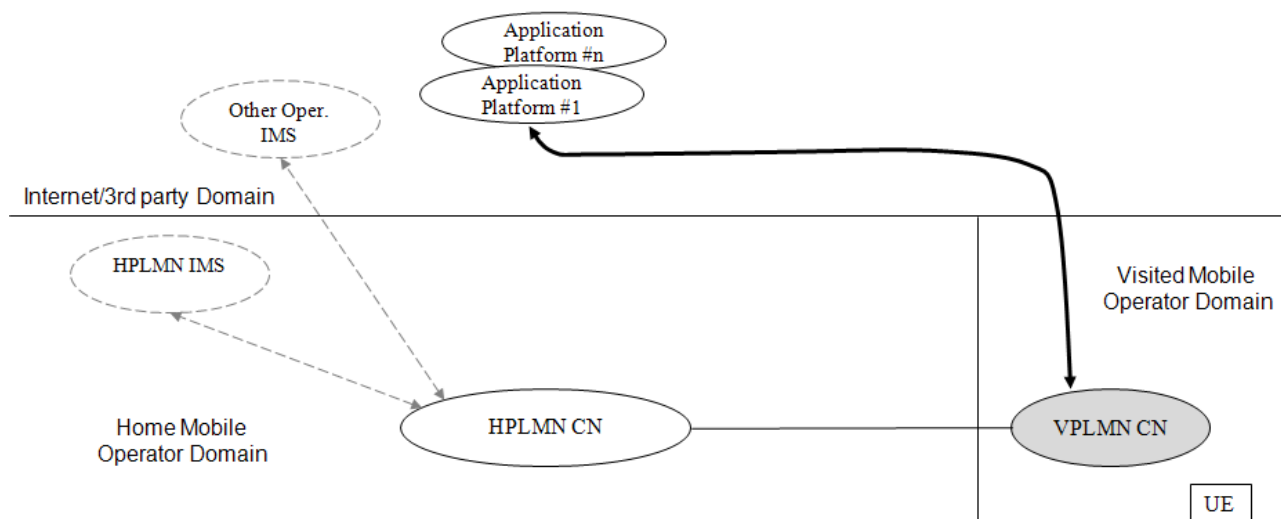 Application
Platform #n
Application
Platform #1
Other Oper.
IMS
Internet/3rd party Domain
HPLMN IMS
Visited Mobile
Operator Domain
Home Mobile
Operator Domain
HPLMN CN
VPLMN CN
UE